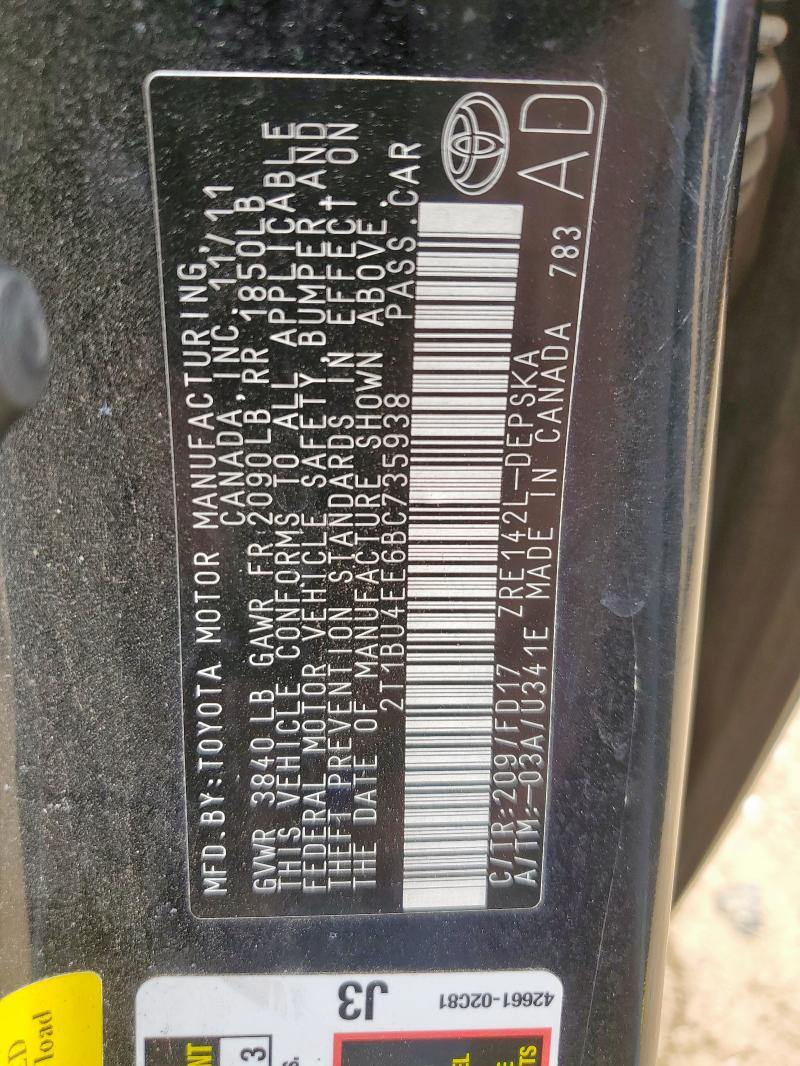 MFD.BY:TOYOTA MOTOR MANUFACTURING,
CANADA, INC. 11/11
GVWR 3840LB GAWR FR 2090LB,RR 1850LB
THIS VEHICLE CONFORMS TO ALL APPLICABLE
FEDERAL MOTOR VEHICLE SAFETY, BUMPER, AND
THEFT PREVENTION STANDARDS IN EFFECT ON
THE DATE OF MANUFACTURE SHOWN ABOVE.
2T1BU4EE6BC735938 PASS.CAR
C/TR:209/FD17 ZRE142L-DEPSKA
A/TM:-03A/U341E MADE IN CANADA 783
AD
J3
42661-02C81
load
3